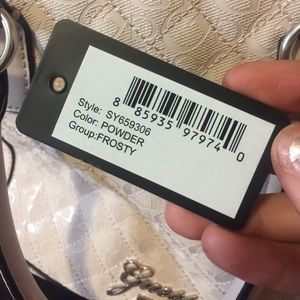 8 85935 97974 0
Style: SY659306
Color: POWDER
Group:FROSTY